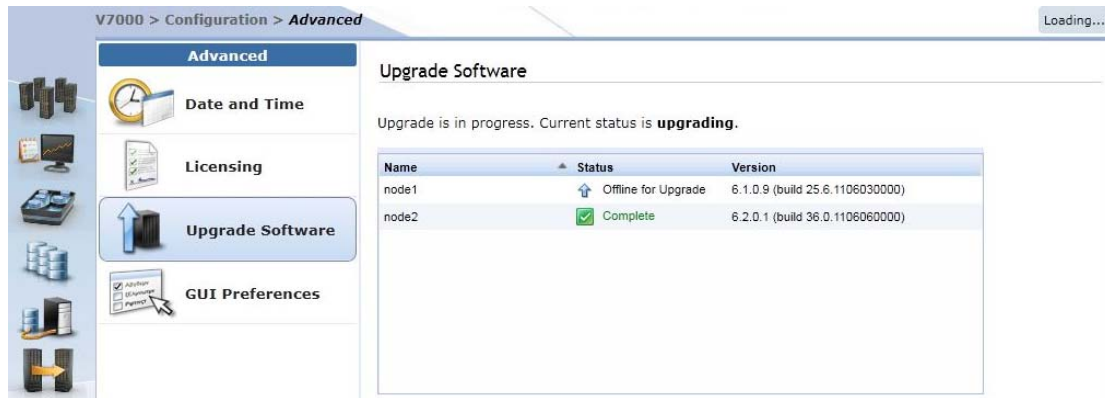 V7000 > Configuration > Advanced
Loading...
Advanced
Date and Time
Licensing
Upgrade Software
GUI Preferences
Upgrade Software
Upgrade is in progress. Current status is upgrading.
Name Status Version
node1 Offline for Upgrade 6.1.0.9 (build 25.6.1106030000)
node2 Complete 6.2.0.1 (build 36.0.1106060000)